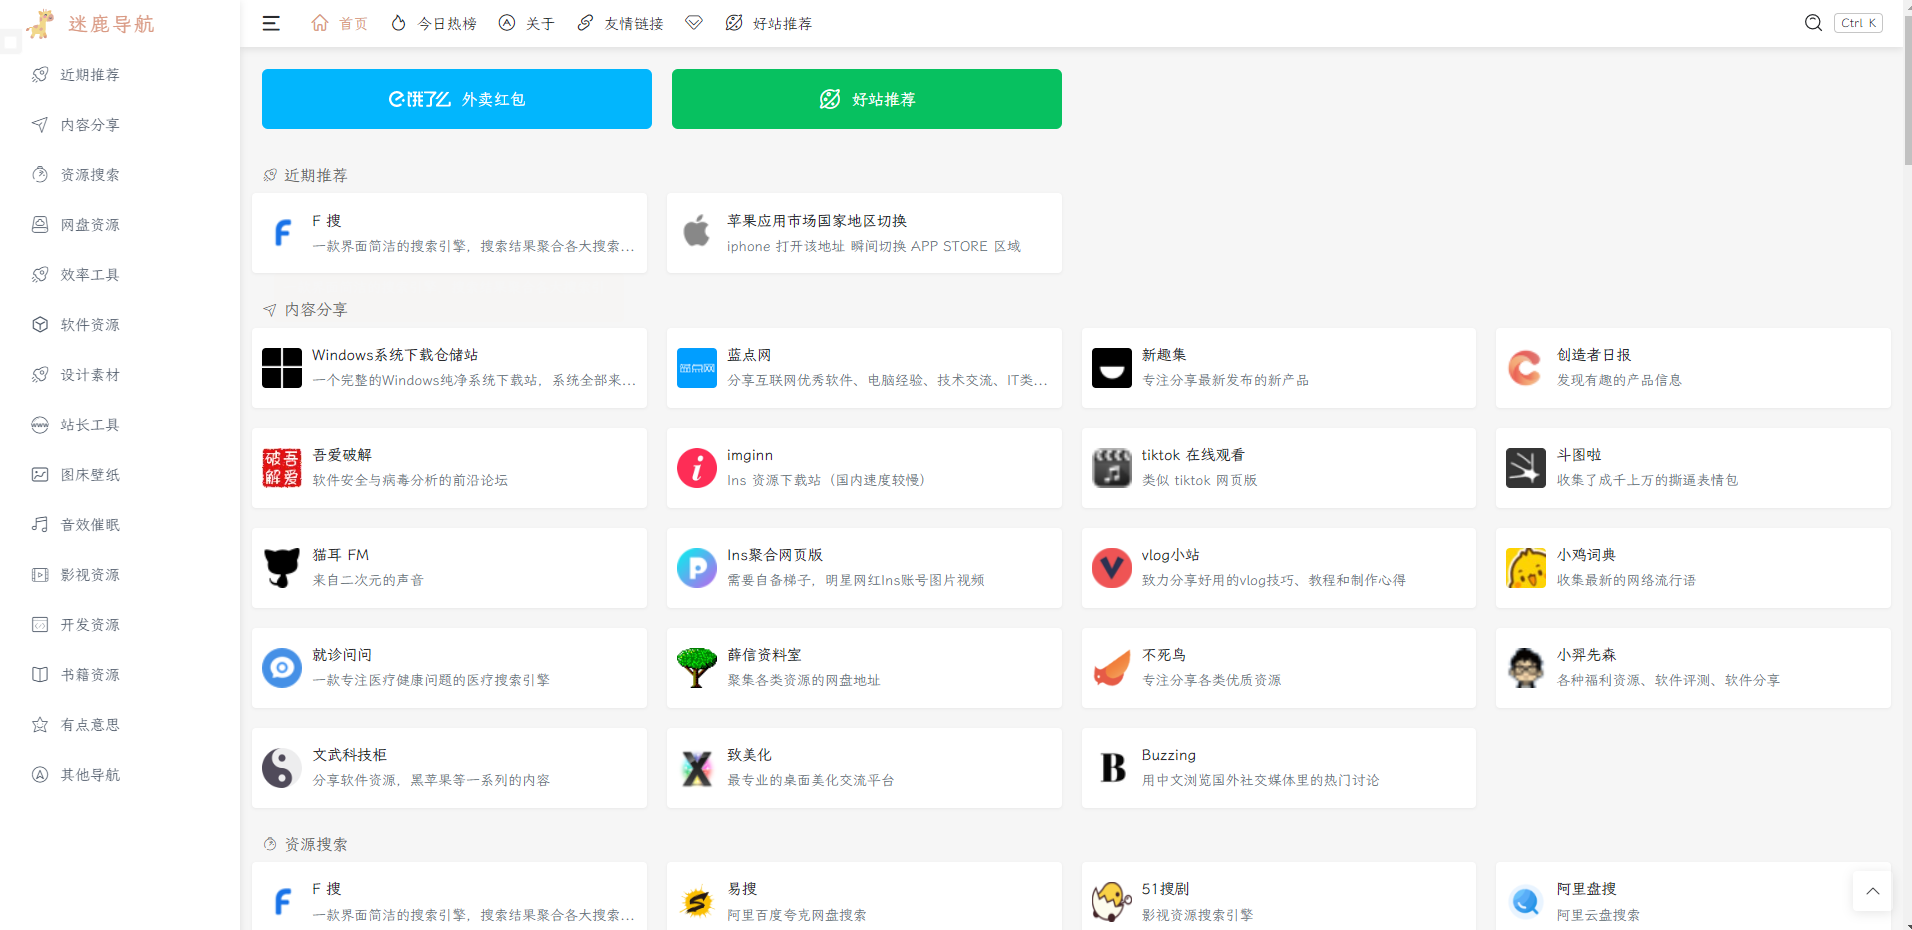 迷鹿导航
近期推荐
内容分享
资源搜索
网盘资源
效率工具
软件资源
设计素材
站长工具
图床壁纸
音效催眠
影视资源
开发资源
书籍资源
有点意思
其他导航
首页 今日热榜 关于 友情链接 好站推荐 Ctrl K
饿了么 外卖红包
好站推荐
近期推荐
F 搜
一款界面简洁的搜索引擎，搜索结果聚合各大搜索...
苹果应用市场国家地区切换
iphone 打开该地址 瞬间切换 APP STORE 区域
内容分享
Windows系统下载仓储站
一个完整的Windows纯净系统下载站，系统全部来...
蓝点网
蓝点网
分享互联网优秀软件、电脑经验、技术交流、IT类...
新趣集
专注分享最新发布的新产品
创造者日报
发现有趣的产品信息
破吾
解爱
吾爱破解
软件安全与病毒分析的前沿论坛
imginn
Ins 资源下载站（国内速度较慢）
tiktok 在线观看
类似 tiktok 网页版
斗图啦
收集了成千上万的撕逼表情包
猫耳 FM
来自二次元的声音
Ins聚合网页版
需要自备梯子，明星网红Ins账号图片视频
vlog小站
致力分享好用的vlog技巧、教程和制作心得
小鸡词典
收集最新的网络流行语
就诊问问
一款专注医疗健康问题的医疗搜索引擎
薛信资料室
聚集各类资源的网盘地址
不死鸟
专注分享各类优质资源
小羿先森
各种福利资源、软件评测、软件分享
文武科技柜
分享软件资源，黑苹果等一系列的内容
致美化
最专业的桌面美化交流平台
Buzzing
用中文浏览国外社交媒体里的热门讨论
资源搜索
F 搜
一款界面简洁的搜索引擎，搜索结果聚合各大搜索...
易搜
阿里百度夸克网盘搜索
51搜剧
影视资源搜索引擎
阿里盘搜
阿里云盘搜索